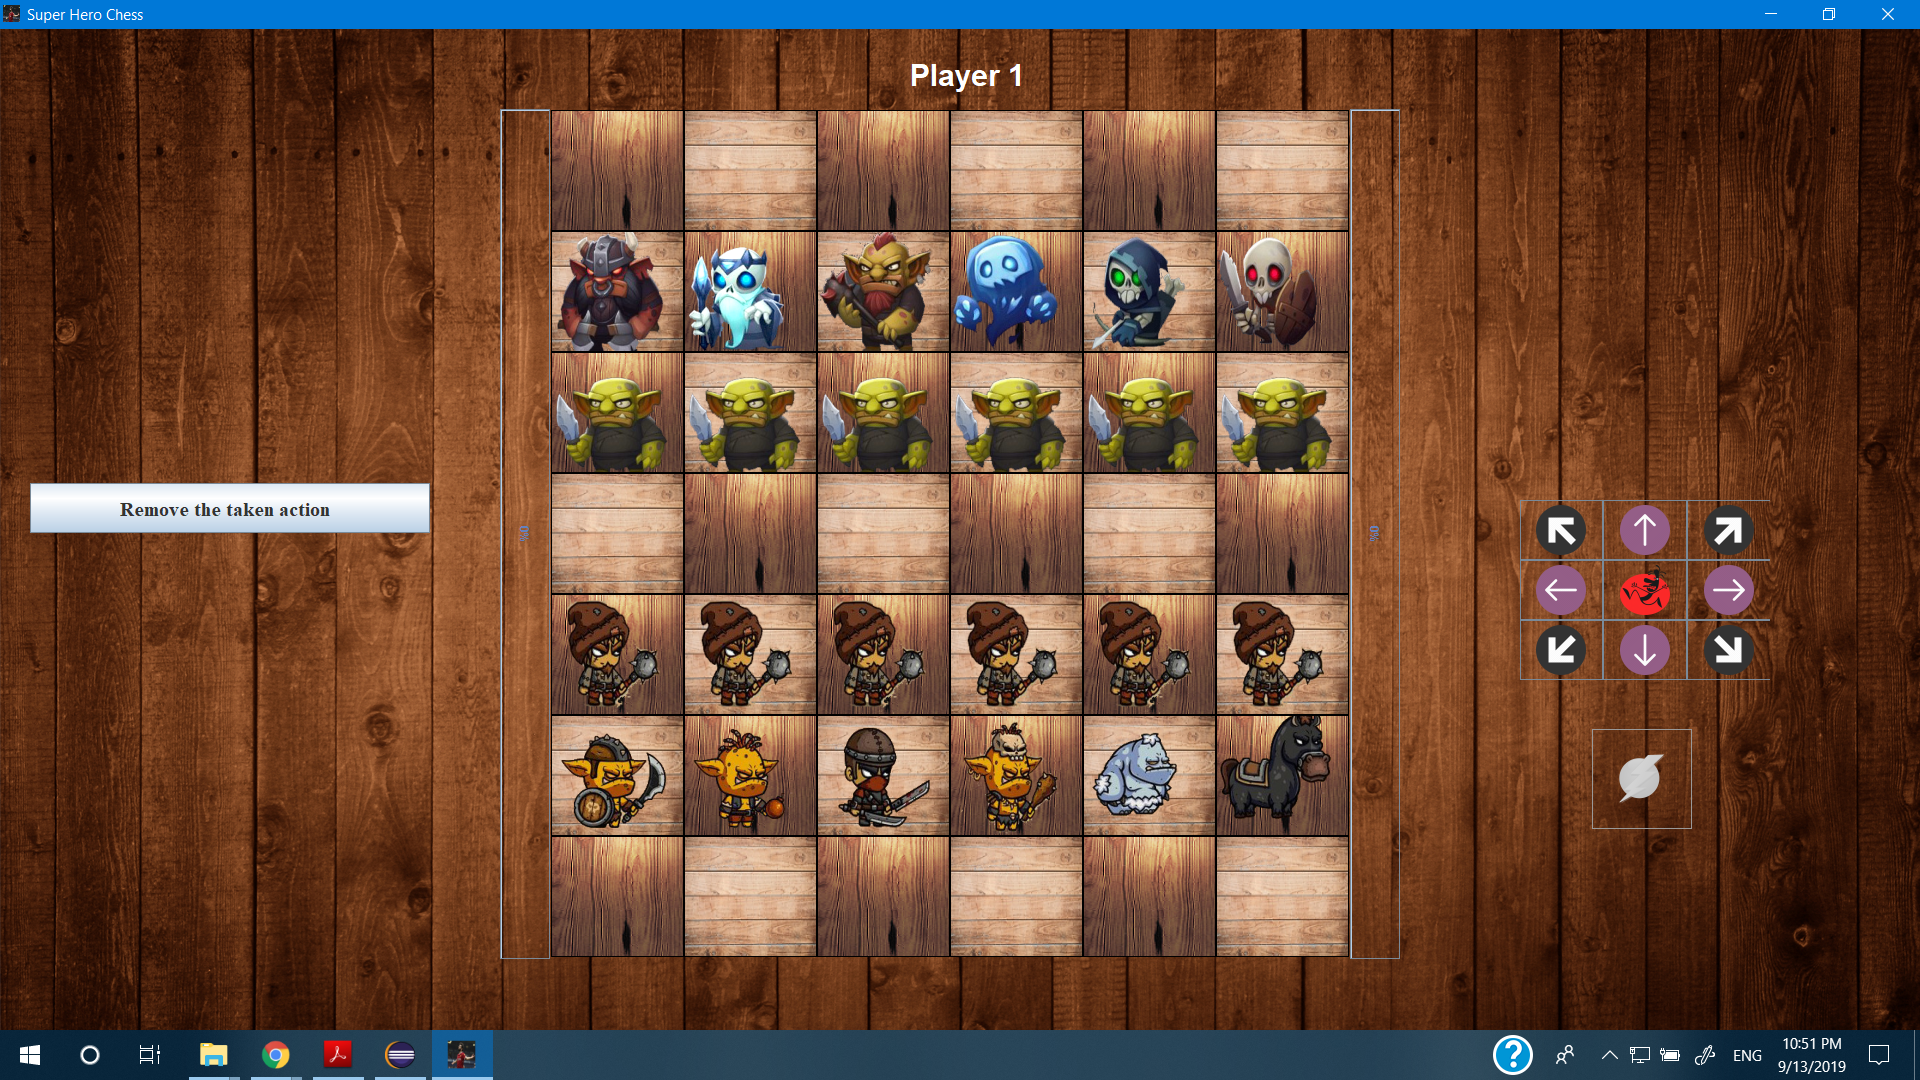 Super Hero Chess
Player 1
Remove the taken action
ENG
10:51 PM
9/13/2019